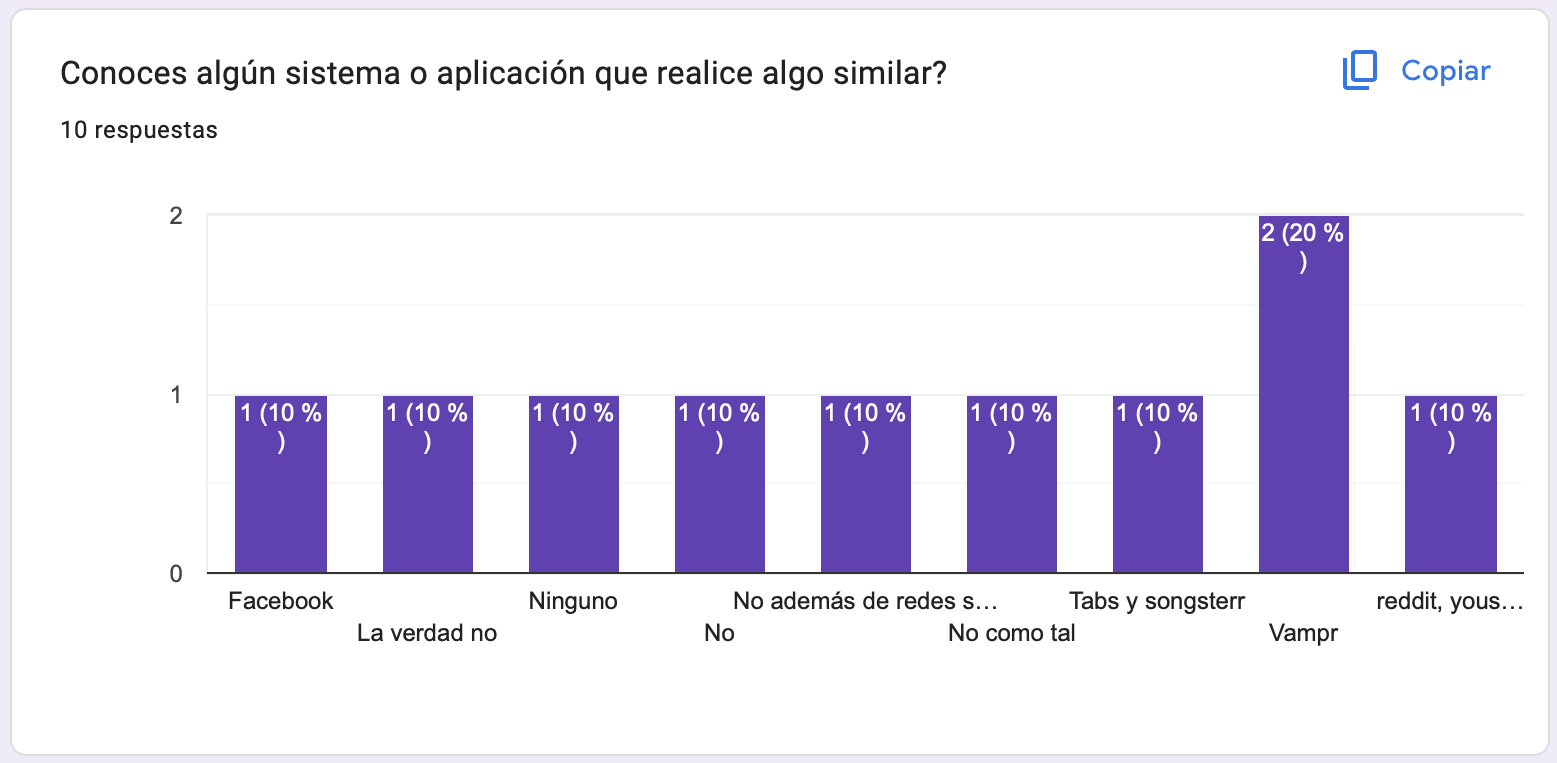 Conoces algún sistema o aplicación que realice algo similar?
Copiar
10 respuestas
2
1
0
1 (10 %
)
1 (10 %
)
1 (10 %
)
1 (10 %
)
1 (10 %
)
1 (10 %
)
1 (10 %
)
2 (20 %
)
1 (10 %
)
Facebook
La verdad no
Ninguno
No
No además de redes s…
No como tal
Tabs y songsterr
Vampr
reddit, yous…